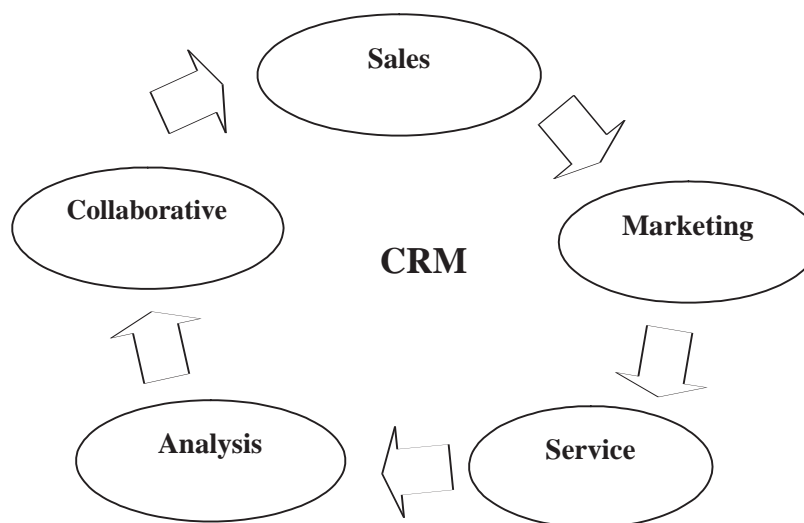 Sales
Collaborative
Marketing
CRM
Analysis
Service